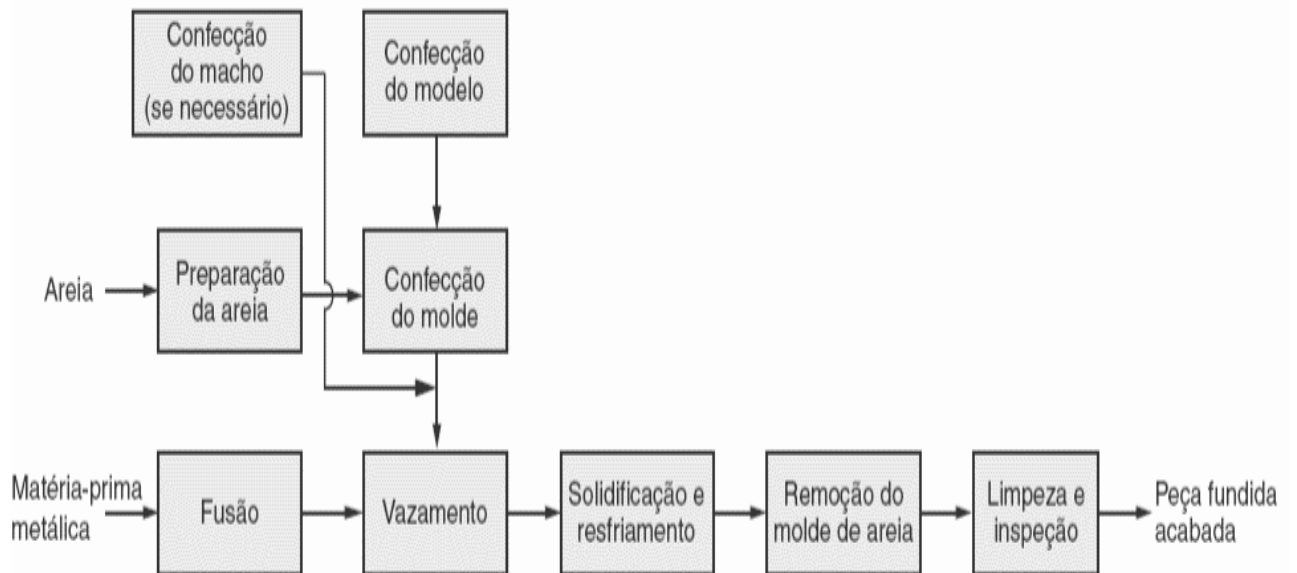 Confecção
do macho
(se necessário)
Confecção
do modelo
Areia
Preparação
da areia
Confecção
do molde
Matéria-prima
metálica
Fusão
Vazamento
Solidificação e
resfriamento
Remoção do
molde de areia
Limpeza e
inspeção
Peça fundida
acabada